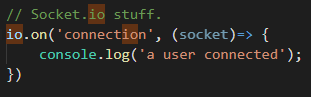 // Socket.io stuff.
io.on('connection', (socket)=> {
    console.log('a user connected');
})